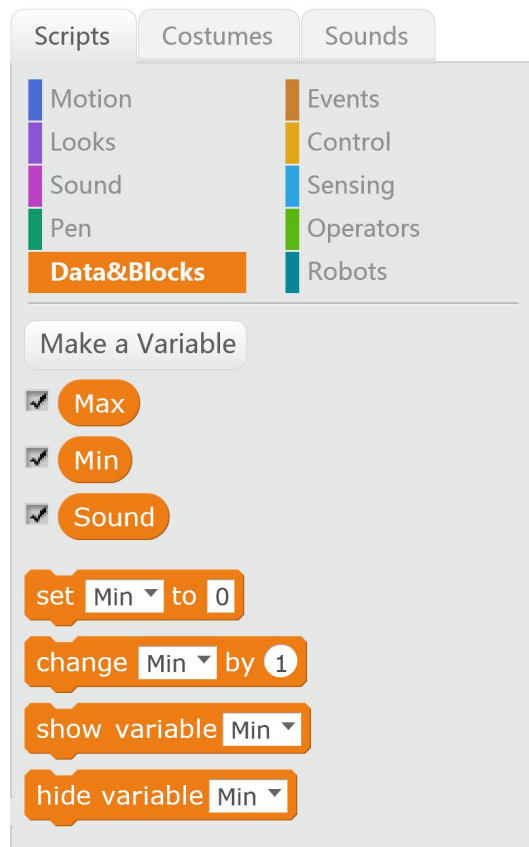 Scripts Costumes Sounds
Motion Events
Looks Control
Sound Sensing
Pen Operators
Data&Blocks Robots
Make a Variable
Max
Min
Sound
set Min to 0
change Min by 1
show variable Min
hide variable Min